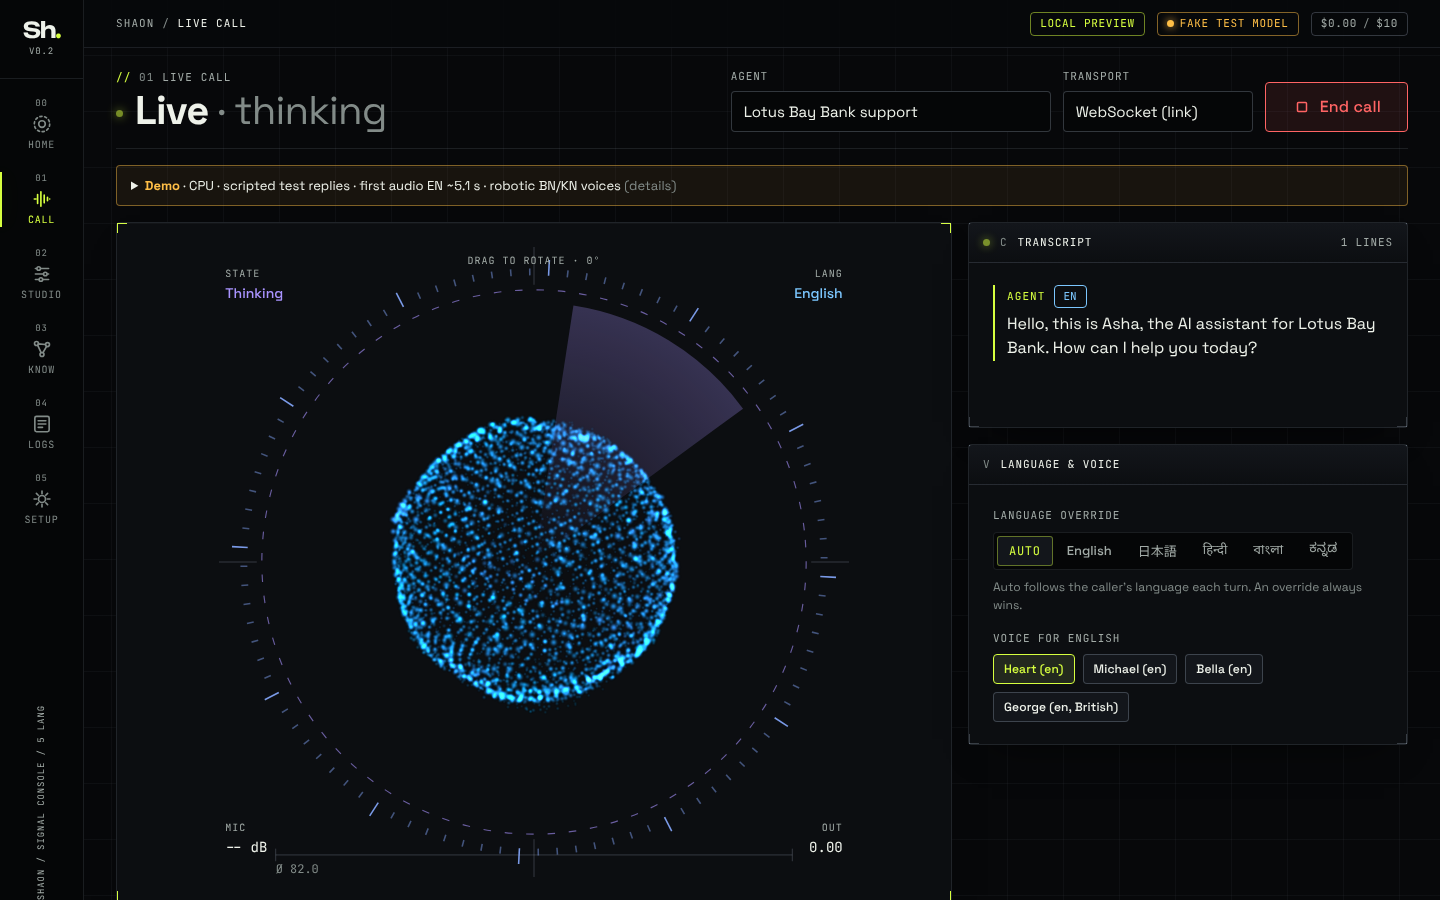 Sh.
V0.2
00
HOME
01
CALL
02
STUDIO
03
KNOW
04
LOGS
05
SETUP
SHAON / SIGNAL CONSOLE / 5 LANG
SHAON / LIVE CALL
LOCAL PREVIEW
FAKE TEST MODEL
$0.00 / $10
// 01 LIVE CALL
Live · thinking
AGENT
Lotus Bay Bank support
TRANSPORT
WebSocket (link)
End call
Demo · CPU · scripted test replies · first audio EN ~5.1 s · robotic BN/KN voices (details)
DRAG TO ROTATE · 0°
STATE
Thinking
LANG
English
MIC
-- dB
OUT
0.00
Ø 82.0
C TRANSCRIPT
1 LINES
AGENT EN
Hello, this is Asha, the AI assistant for Lotus Bay
Bank. How can I help you today?
V LANGUAGE & VOICE
LANGUAGE OVERRIDE
AUTO English 日本語 हिन्दी বাংলা ಕನ್ನಡ
Auto follows the caller's language each turn. An override always
wins.
VOICE FOR ENGLISH
Heart (en) Michael (en) Bella (en)
George (en, British)